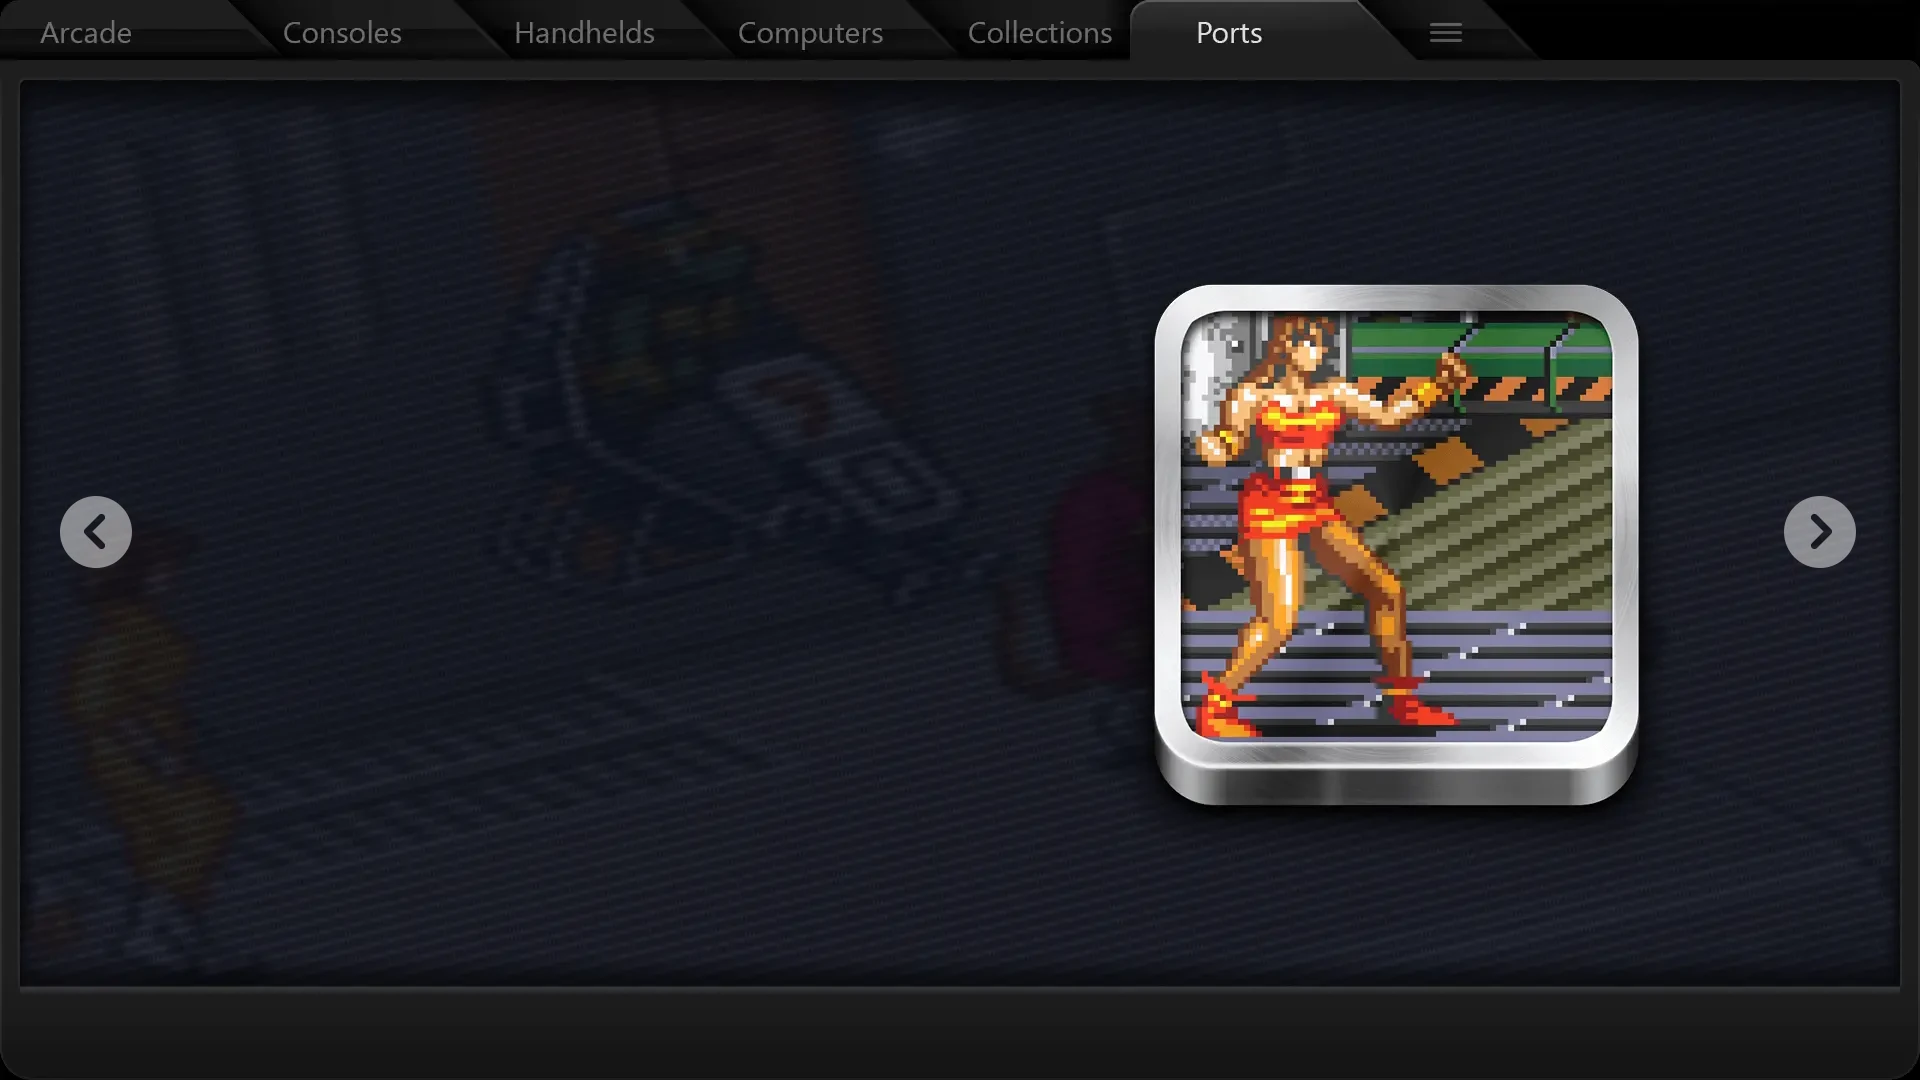 Arcade
Consoles
Handhelds
Computers
Collections
Ports